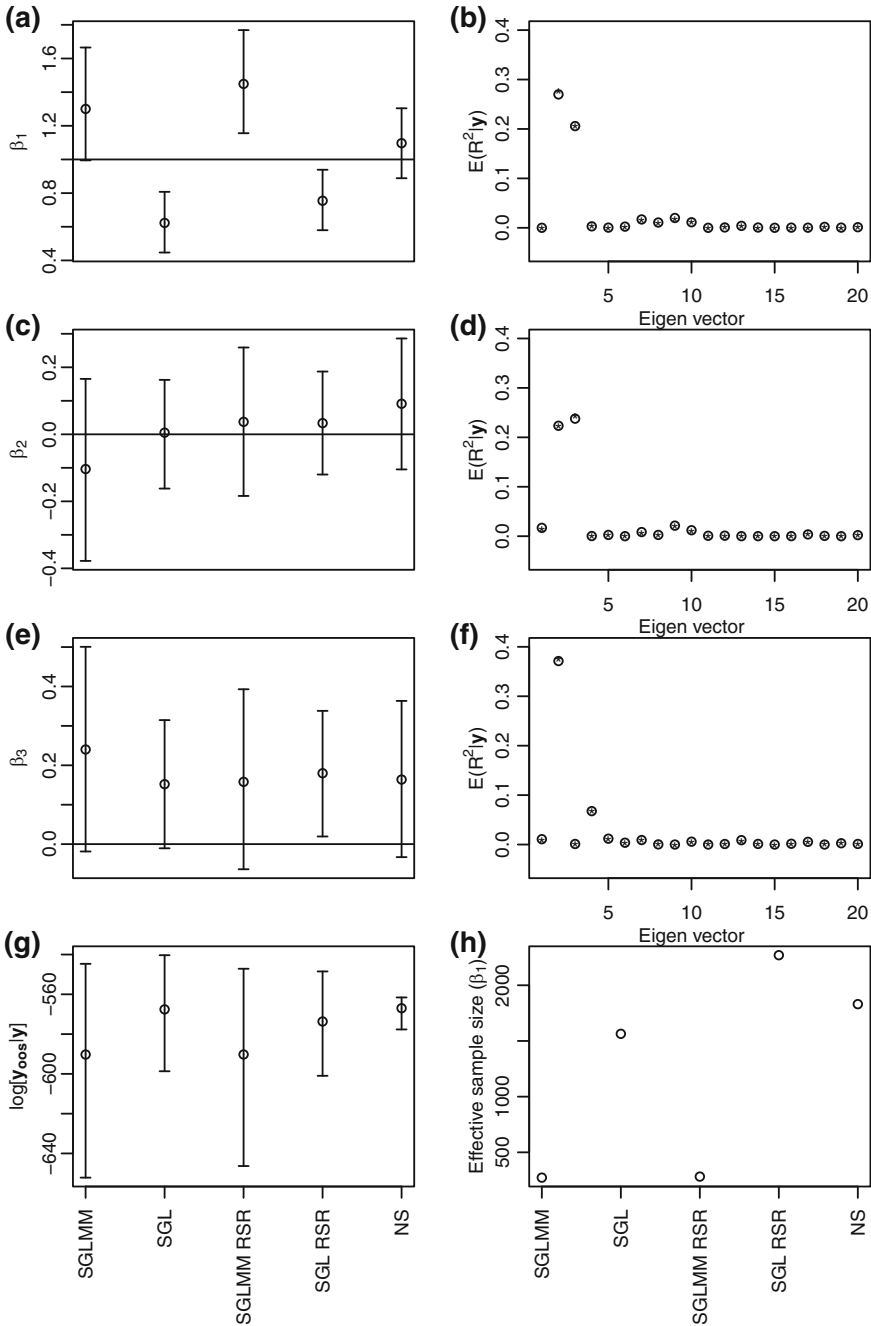 (a)
β1
0.4 0.8 1.2 1.6
(b)
E(R²|y)
0.0 0.1 0.2 0.3 0.4
5 10 15 20
Eigen vector
(c)
β2
−0.4 −0.2 0.0 0.2
(d)
E(R²|y)
0.0 0.1 0.2 0.3 0.4
5 10 15 20
Eigen vector
(e)
β3
0.0 0.2 0.4
(f)
E(R²|y)
0.0 0.1 0.2 0.3 0.4
5 10 15 20
Eigen vector
(g)
log[yoos|y]
−640 −600 −560
SGLMM
SGL
SGLMM RSR
SGL RSR
NS
(h)
Effective sample size (β1)
500 1000 2000
SGLMM
SGL
SGLMM RSR
SGL RSR
NS